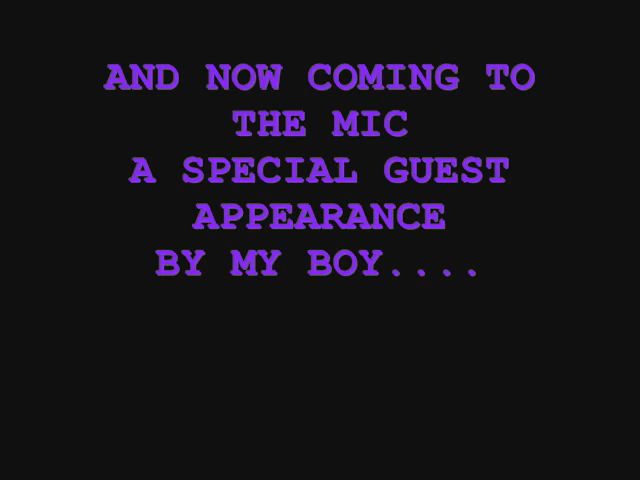 AND NOW COMING TO
THE MIC
A SPECIAL GUEST
APPEARANCE
BY MY BOY....